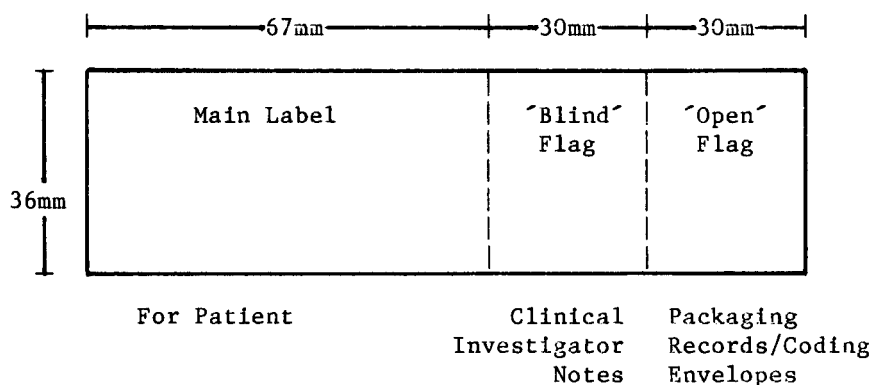 67mm 30mm 30mm
Main Label ´Blind´ ´Open´
Flag Flag
36mm
For Patient Clinical Packaging
Investigator Records/Coding
Notes Envelopes